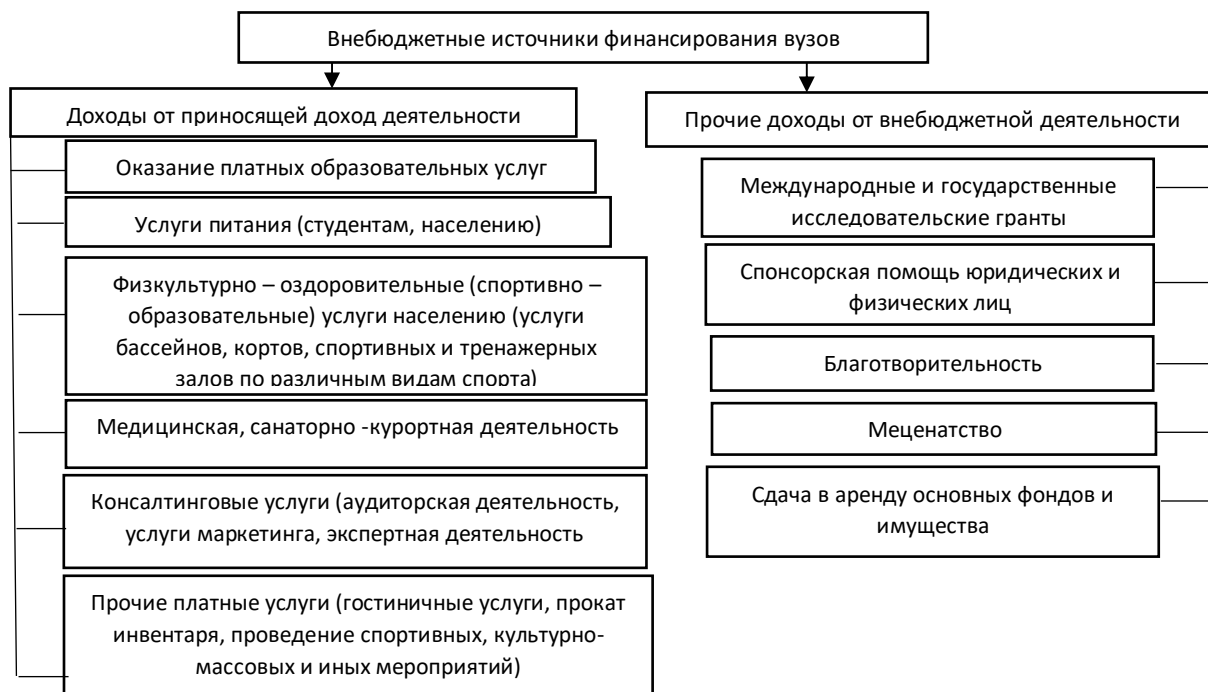 Внебюджетные источники финансирования вузов
Доходы от приносящей доход деятельности
Оказание платных образовательных услуг
Услуги питания (студентам, населению)
Физкультурно – оздоровительные (спортивно –
образовательные) услуги населению (услуги
бассейнов, кортов, спортивных и тренажерных
залов по различным видам спорта)
Медицинская, санаторно -курортная деятельность
Консалтинговые услуги (аудиторская деятельность,
услуги маркетинга, экспертная деятельность
Прочие платные услуги (гостиничные услуги, прокат
инвентаря, проведение спортивных, культурно-
массовых и иных мероприятий)
Прочие доходы от внебюджетной деятельности
Международные и государственные
исследовательские гранты
Спонсорская помощь юридических и
физических лиц
Благотворительность
Меценатство
Сдача в аренду основных фондов и
имущества